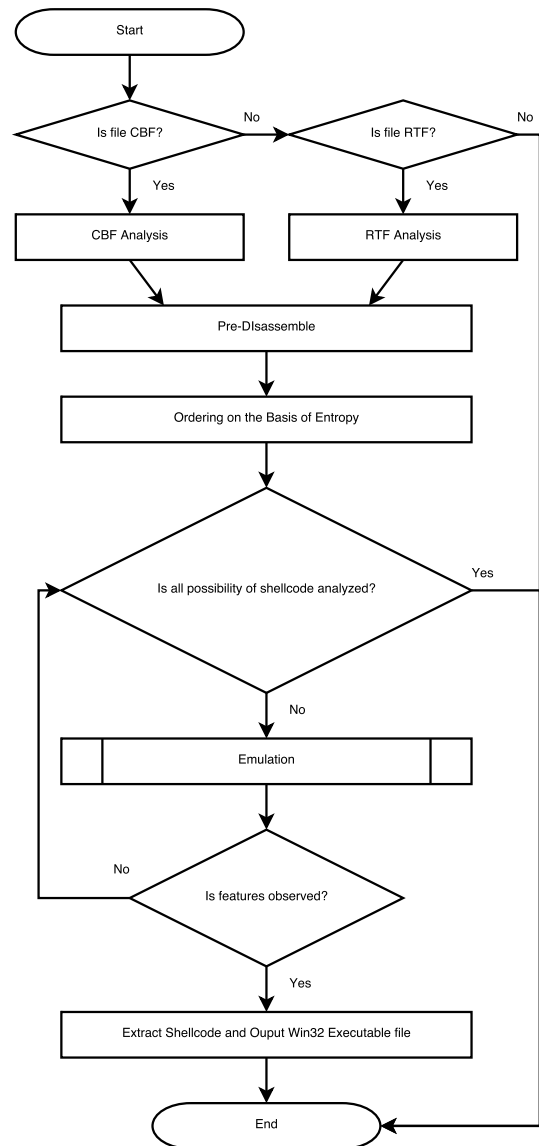 Start
Is file CBF?
No
Is file RTF?
No
Yes
Yes
CBF Analysis
RTF Analysis
Pre-DIsassemble
Ordering on the Basis of Entropy
Is all possibility of shellcode analyzed?
Yes
No
Emulation
No
Is features observed?
Yes
Extract Shellcode and Ouput Win32 Executable file
End